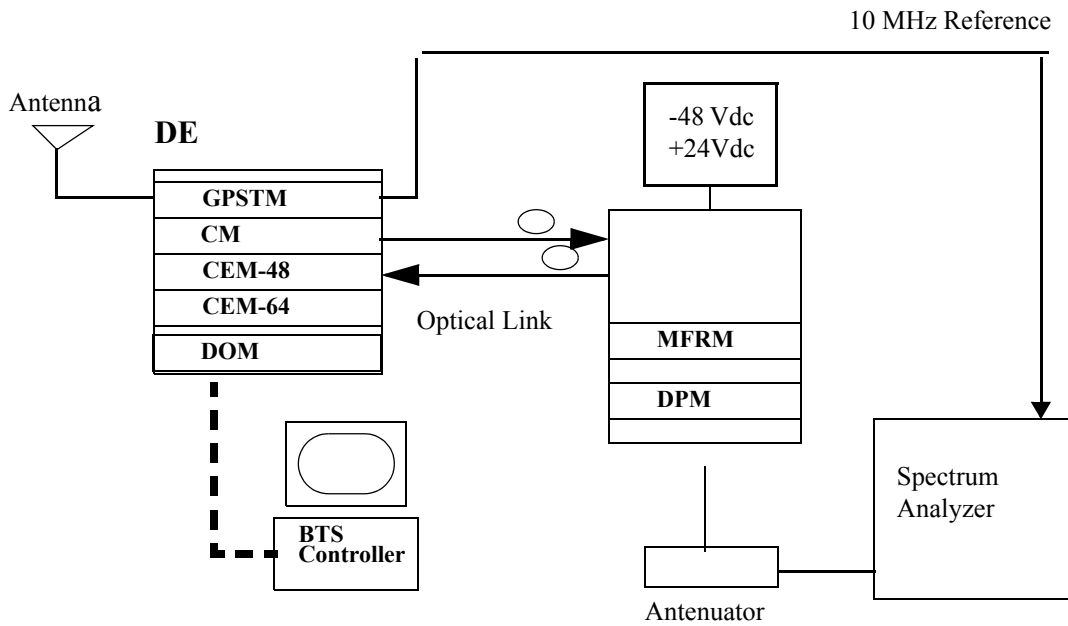 10 MHz Reference
Antenna
DE
-48 Vdc
+24Vdc
GPSTM
CM
CEM-48
CEM-64
DOM
Optical Link
MFRM
DPM
BTS
Controller
Spectrum
Analyzer
Antenuator